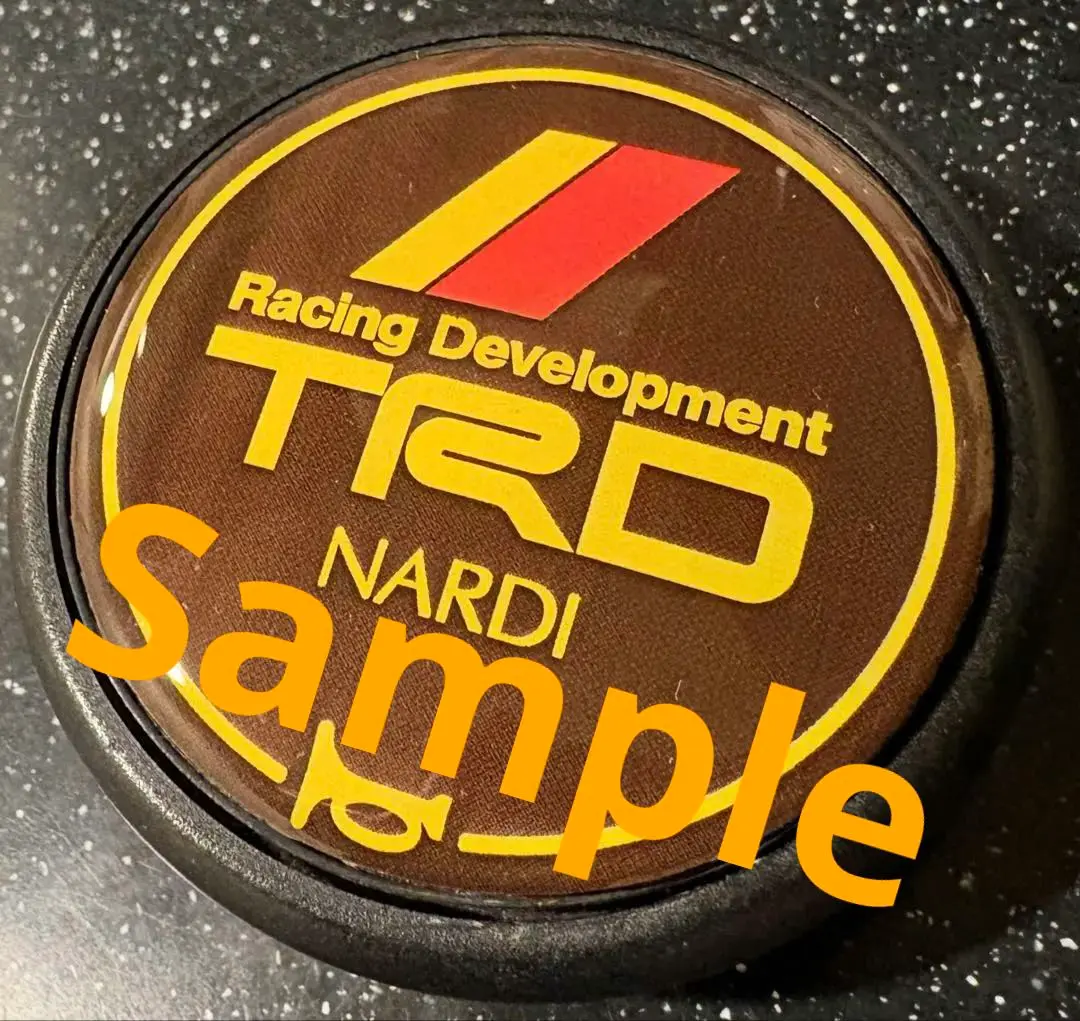 Racing Development
TRD
NARDI
Sample